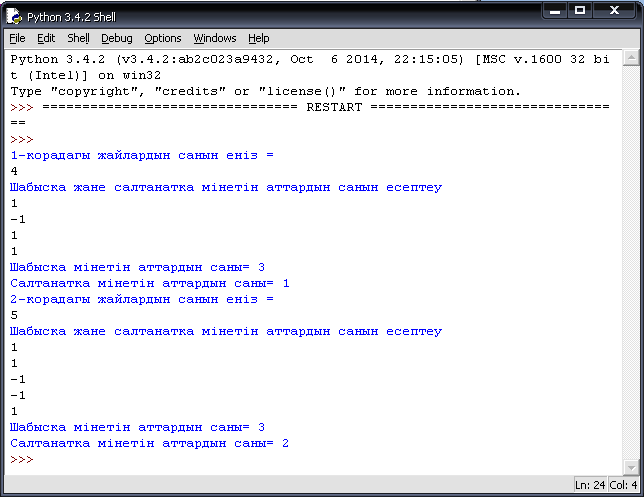 Python 3.4.2 Shell
File Edit Shell Debug Options Windows Help
Python 3.4.2 (v3.4.2:ab2c023a9432, Oct  6 2014, 22:15:05) [MSC v.1600 32 bi
t (Intel)] on win32
Type "copyright", "credits" or "license()" for more information.
>>> ================================ RESTART ==============================
==
>>>
1-корадагы жайлардын санын еніз =
4
Шабыска жане салтанатка мінетін аттардын санын есептеу
1
-1
1
1
Шабыска мінетін аттардын саны= 3
Салтанатка мінетін аттардын саны= 1
2-корадагы жайлардын санын еніз =
5
Шабыска жане салтанатка мінетін аттардын санын есептеу
1
1
-1
-1
1
Шабыска мінетін аттардын саны= 3
Салтанатка мінетін аттардын саны= 2
>>>
Ln: 24 Col: 4